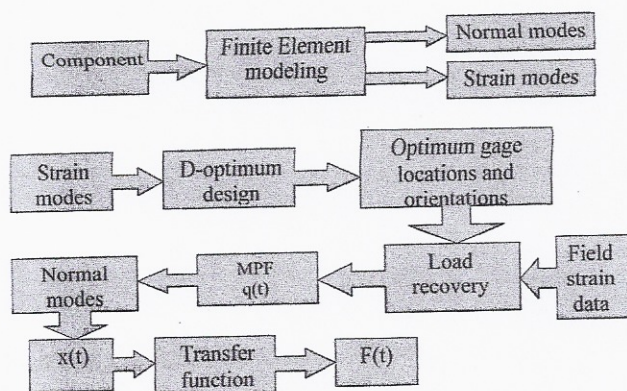 Component
Finite Element
modeling
Normal modes
Strain modes
Strain
modes
D-optimum
design
Optimum gage
locations and
orientations
Normal
modes
MPF
q(t)
Load
recovery
Field
strain
data
x(t)
Transfer
function
F(t)